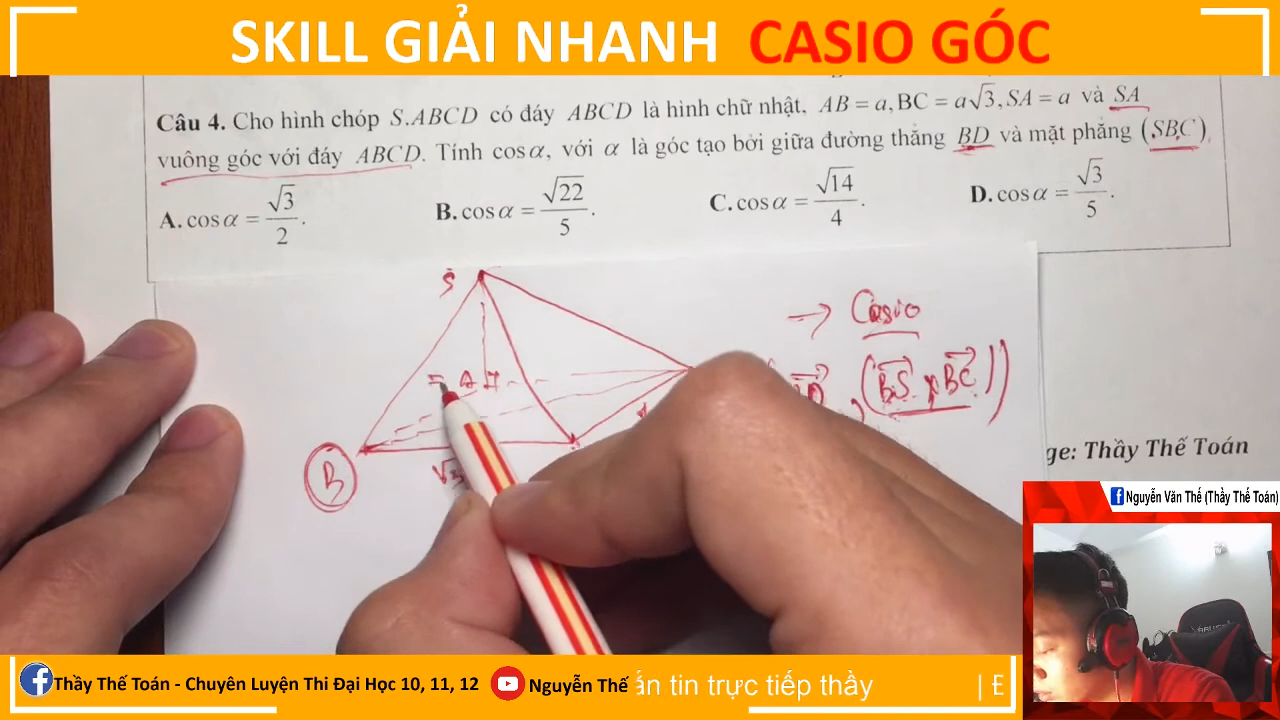 SKILL GIẢI NHANH CASIO GÓC
Câu 4. Cho hình chóp S.ABCD có đáy ABCD là hình chữ nhật, AB = a, BC = a√3, SA = a và SA
vuông góc với đáy ABCD. Tính cosα, với α là góc tạo bởi giữa đường thẳng BD và mặt phẳng (SBC).
A. cosα = √3/2. B. cosα = √22/5. C. cosα = √14/4. D. cosα = √3/5.
S
→ Casio
A
(BS x BC))
B
√3
ge: Thầy Thế Toán
Nguyễn Văn Thế (Thầy Thế Toán)
Thầy Thế Toán - Chuyên Luyện Thi Đại Học 10, 11, 12 Nguyễn Thế ắn tin trực tiếp thầy | E